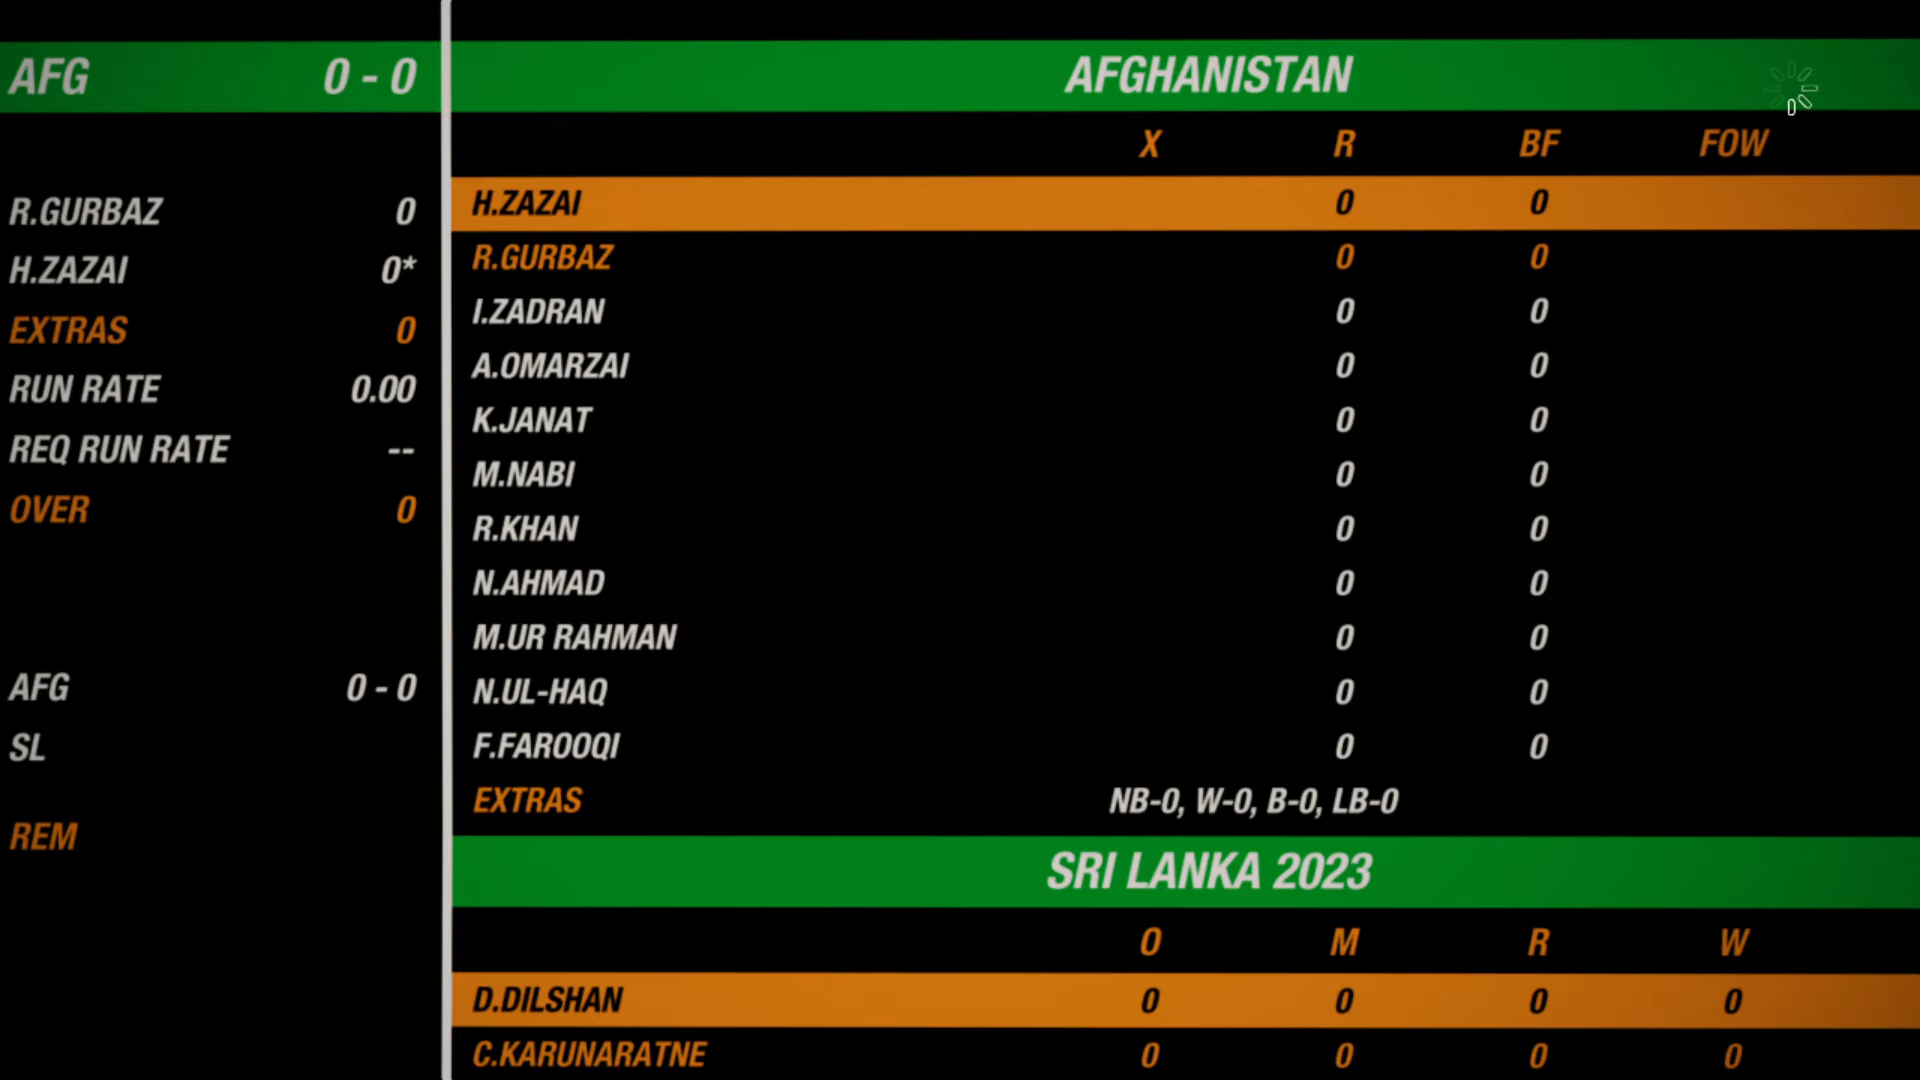 AFG 0 - 0
R.GURBAZ 0
H.ZAZAI 0*
EXTRAS 0
RUN RATE 0.00
REQ RUN RATE --
OVER 0
AFG 0 - 0
SL
REM
AFGHANISTAN
X R BF FOW
H.ZAZAI 0 0
R.GURBAZ 0 0
I.ZADRAN 0 0
A.OMARZAI 0 0
K.JANAT 0 0
M.NABI 0 0
R.KHAN 0 0
N.AHMAD 0 0
M.UR RAHMAN 0 0
N.UL-HAQ 0 0
F.FAROOQI 0 0
EXTRAS NB-0, W-0, B-0, LB-0
SRI LANKA 2023
O M R W
D.DILSHAN 0 0 0 0
C.KARUNARATNE 0 0 0 0